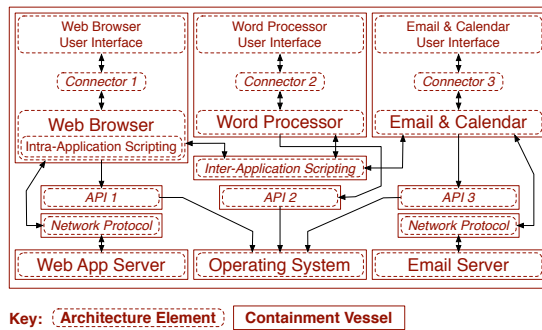 Web Browser
User Interface
Word Processor
User Interface
Email & Calendar
User Interface
Connector 1
Connector 2
Connector 3
Web Browser
Intra-Application Scripting
Word Processor
Email & Calendar
Inter-Application Scripting
API 1
API 2
API 3
Network Protocol
Network Protocol
Web App Server
Operating System
Email Server
Key: Architecture Element Containment Vessel